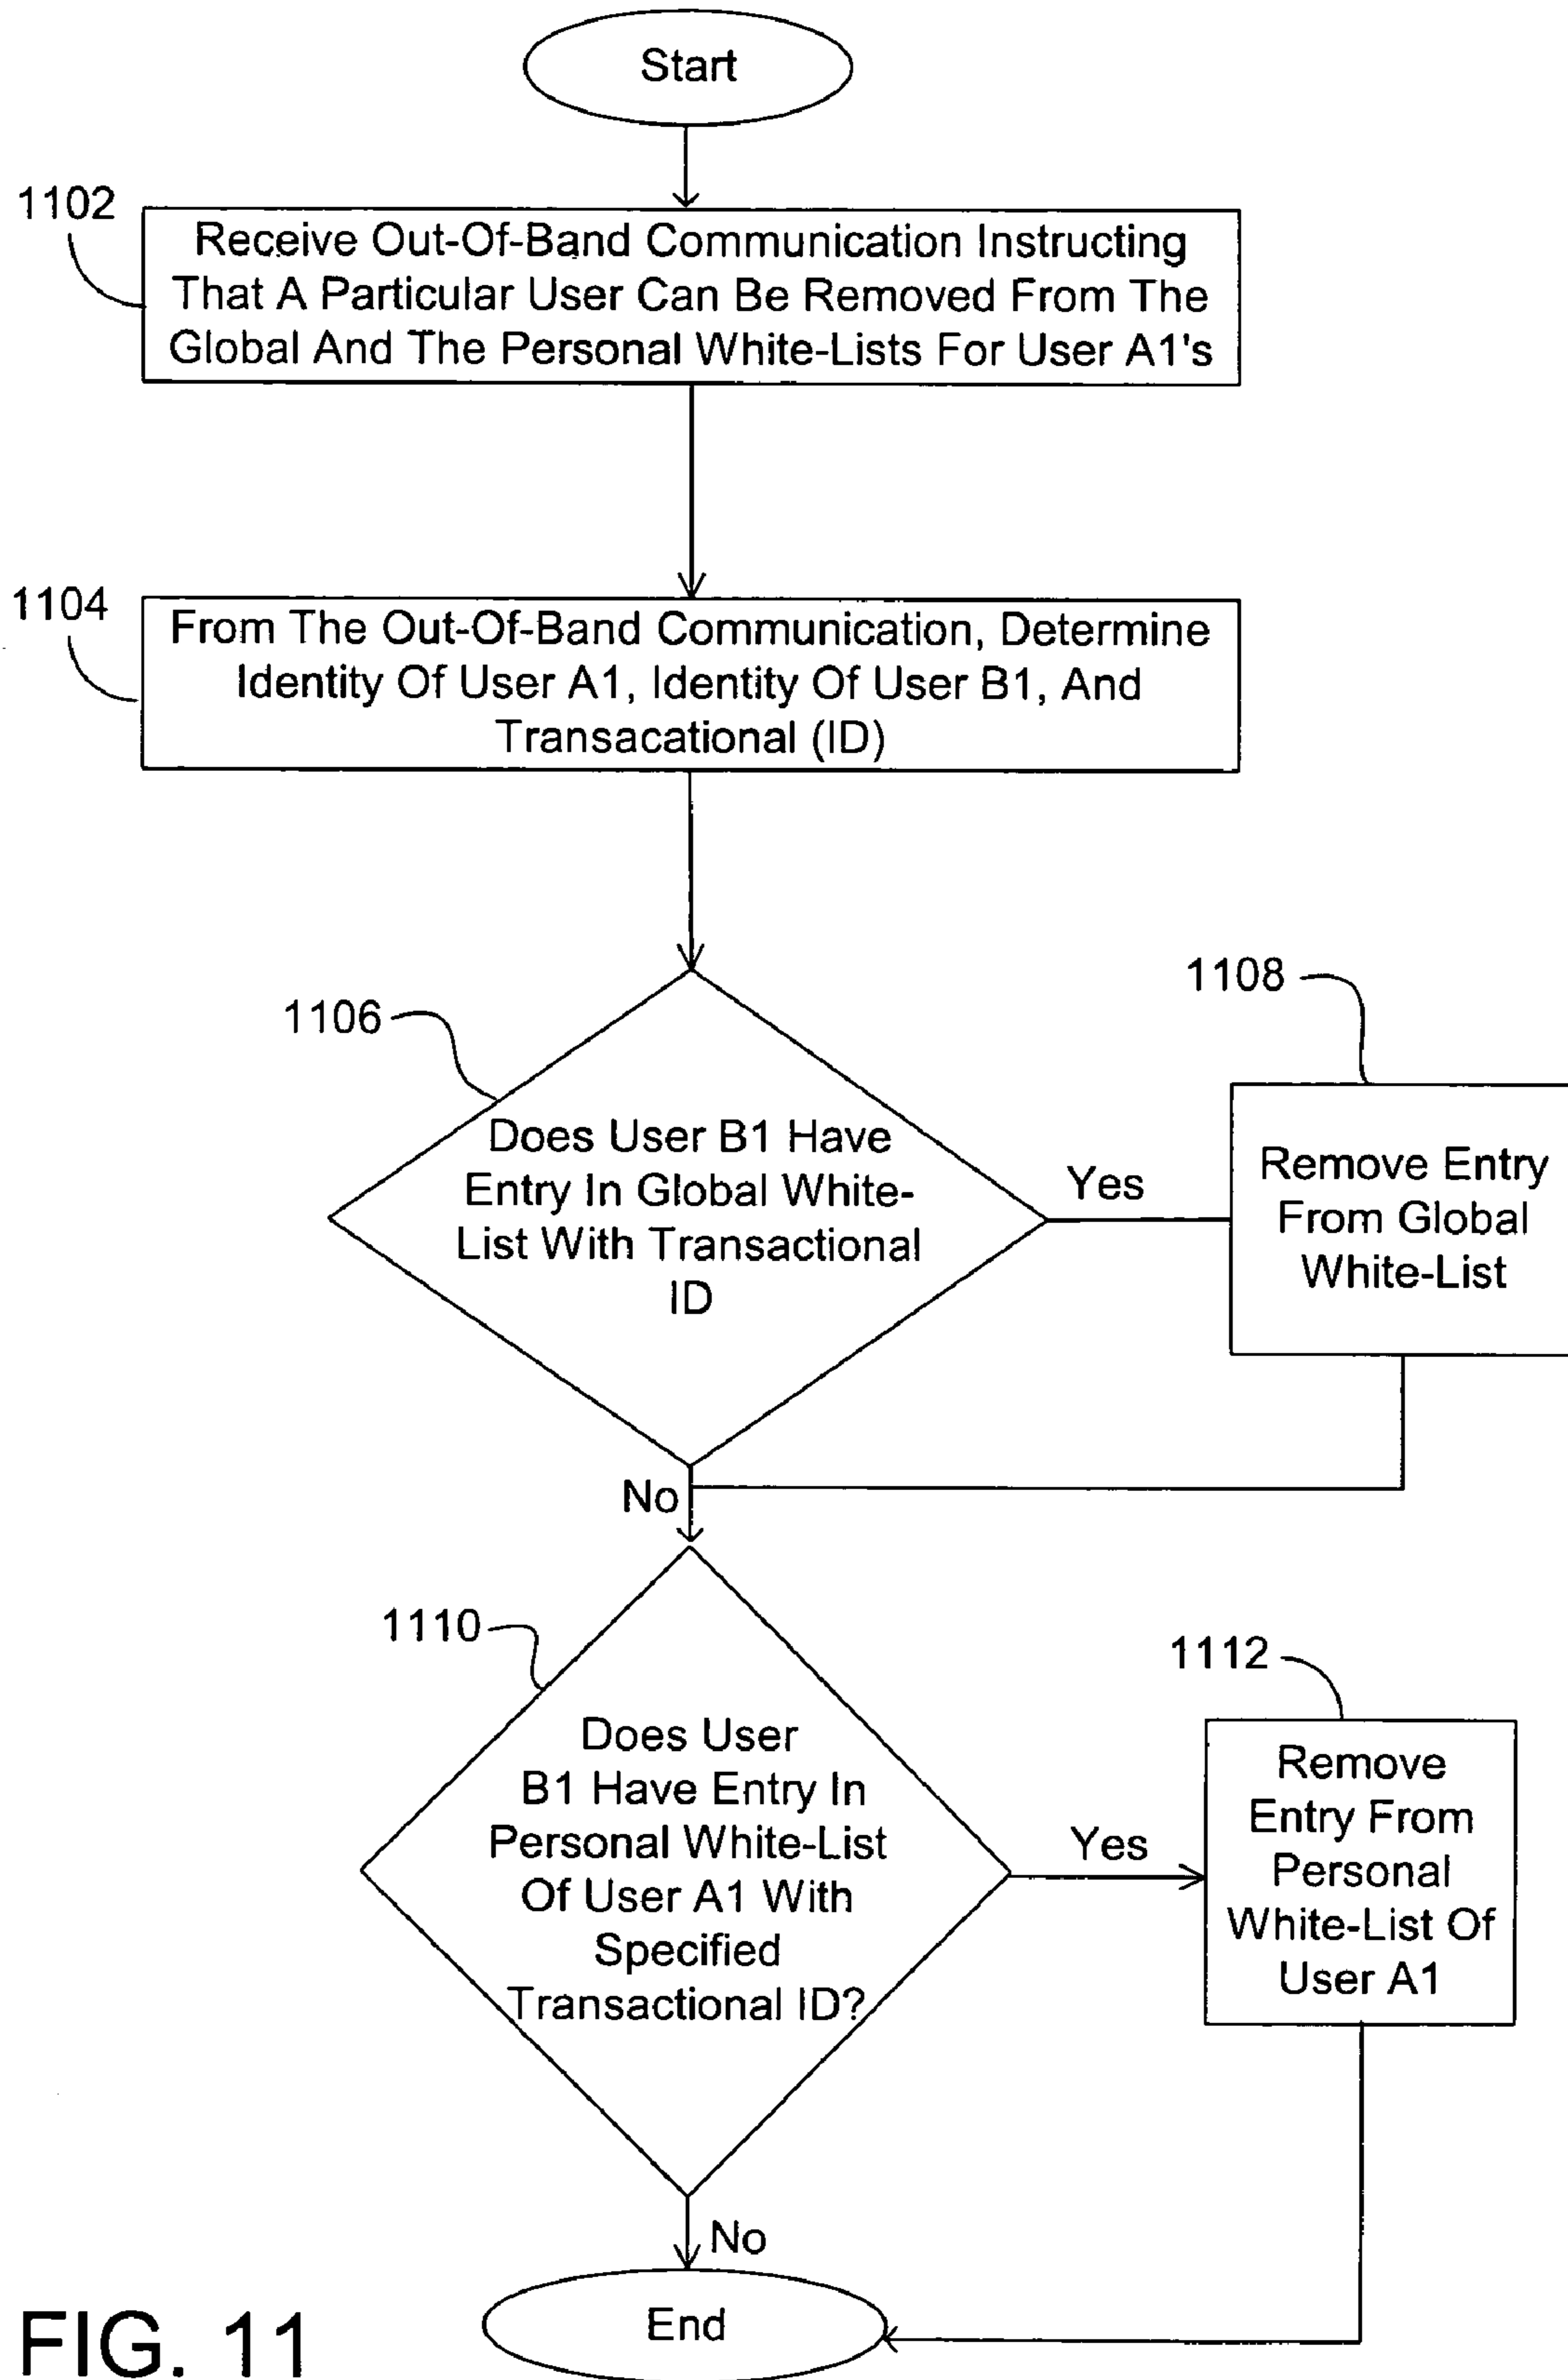 Start
1102
Receive Out-Of-Band Communication Instructing
That A Particular User Can Be Removed From The
Global And The Personal White-Lists For User A1's
1104
From The Out-Of-Band Communication, Determine
Identity Of User A1, Identity Of User B1, And
Transacational (ID)
1106
Does User B1 Have
Entry In Global White-
List With Transactional
ID
Yes
1108
Remove Entry
From Global
White-List
No
1110
Does User
B1 Have Entry In
Personal White-List
Of User A1 With
Specified
Transactional ID?
Yes
1112
Remove
Entry From
Personal
White-List Of
User A1
No
End
FIG. 11